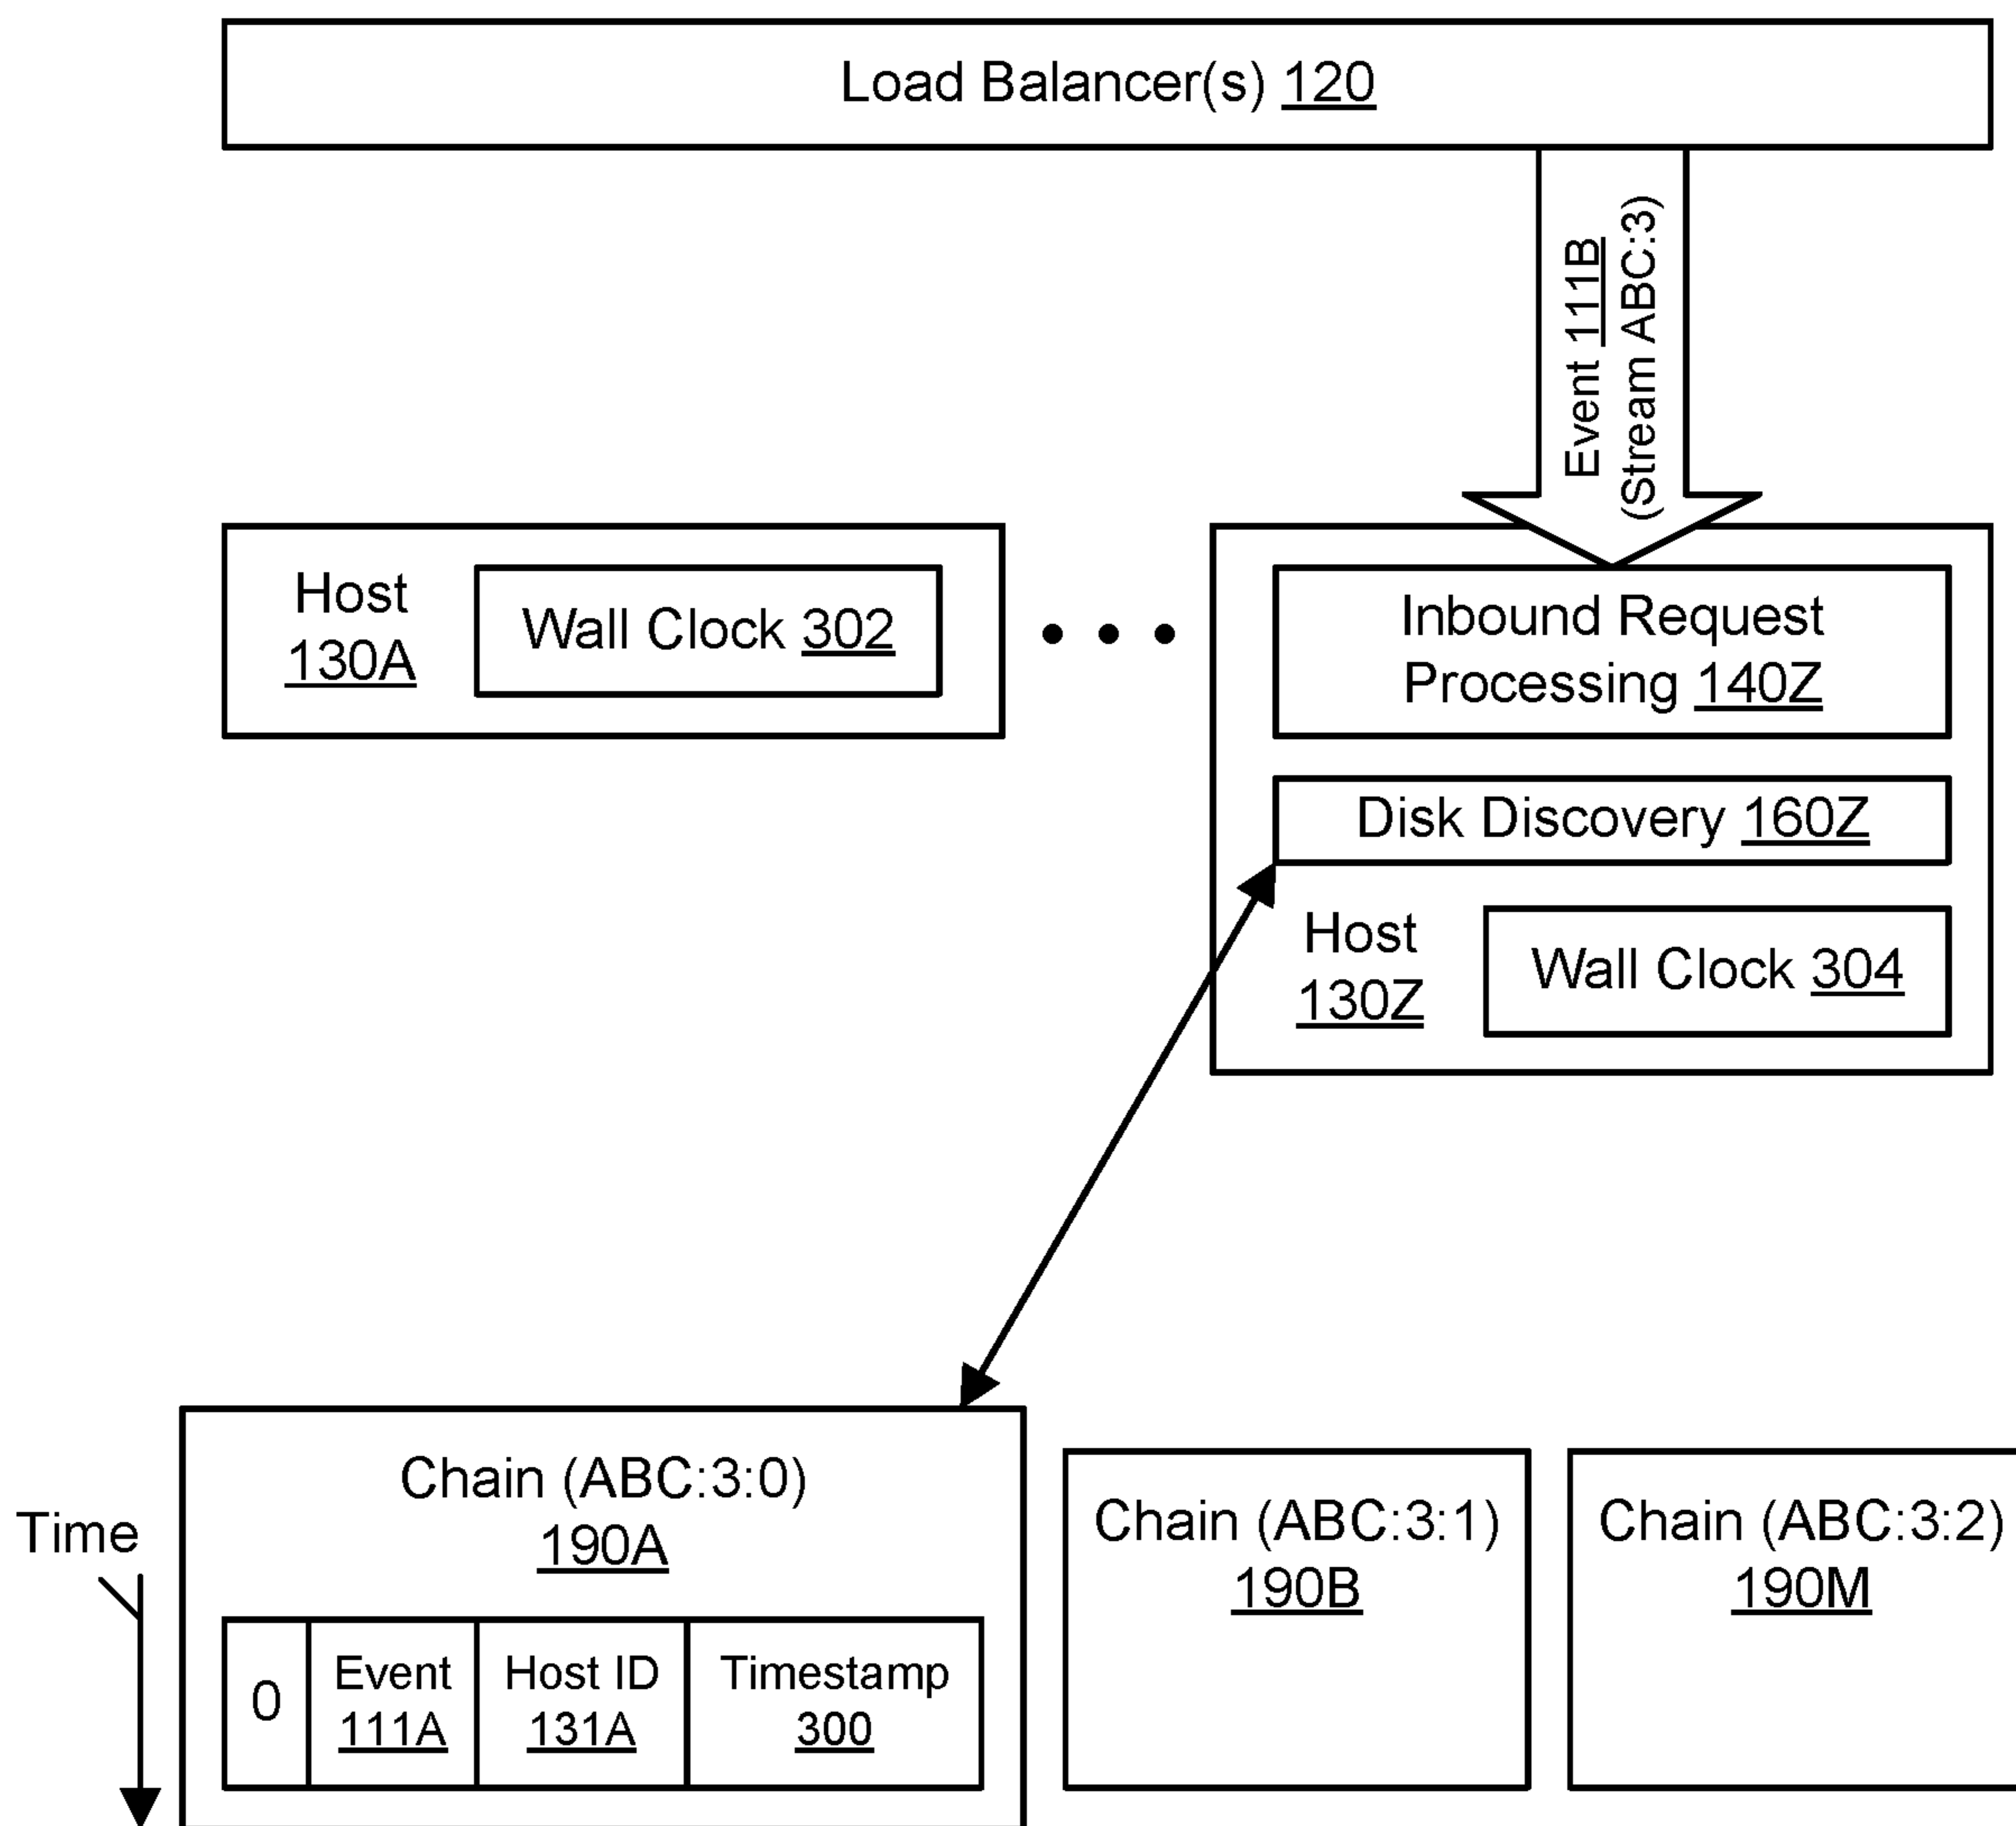 Load Balancer(s) 120
Event 111B
(Stream ABC:3)
Host
130A
Wall Clock 302
Inbound Request
Processing 140Z
Disk Discovery 160Z
Host
130Z
Wall Clock 304
Time
Chain (ABC:3:0)
190A
0
Event
111A
Host ID
131A
Timestamp
300
Chain (ABC:3:1)
190B
Chain (ABC:3:2)
190M